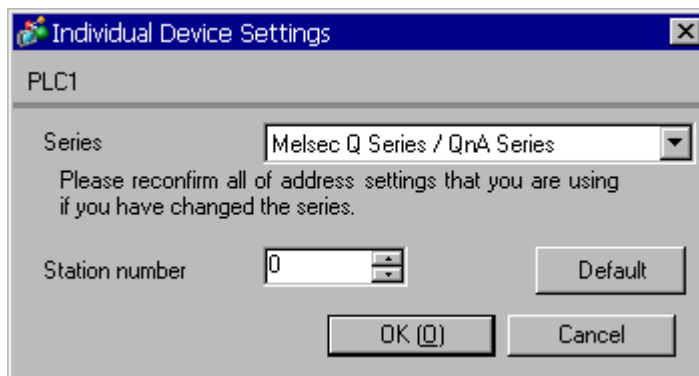 Individual Device Settings
PLC1
Series
Melsec Q Series / QnA Series
Please reconfirm all of address settings that you are using
if you have changed the series.
Station number
0
Default
OK (O)
Cancel